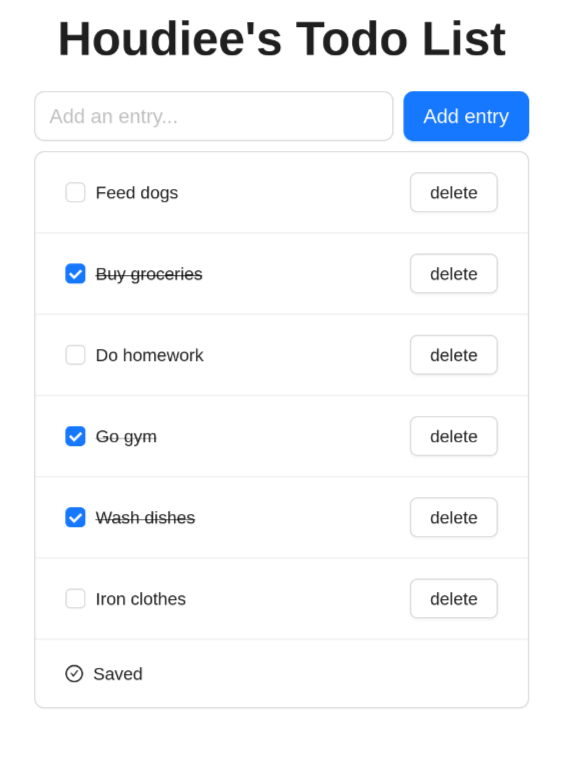 Houdiee's Todo List
Add an entry...
Add entry
Feed dogs
delete
Buy groceries
delete
Do homework
delete
Go gym
delete
Wash dishes
delete
Iron clothes
delete
Saved